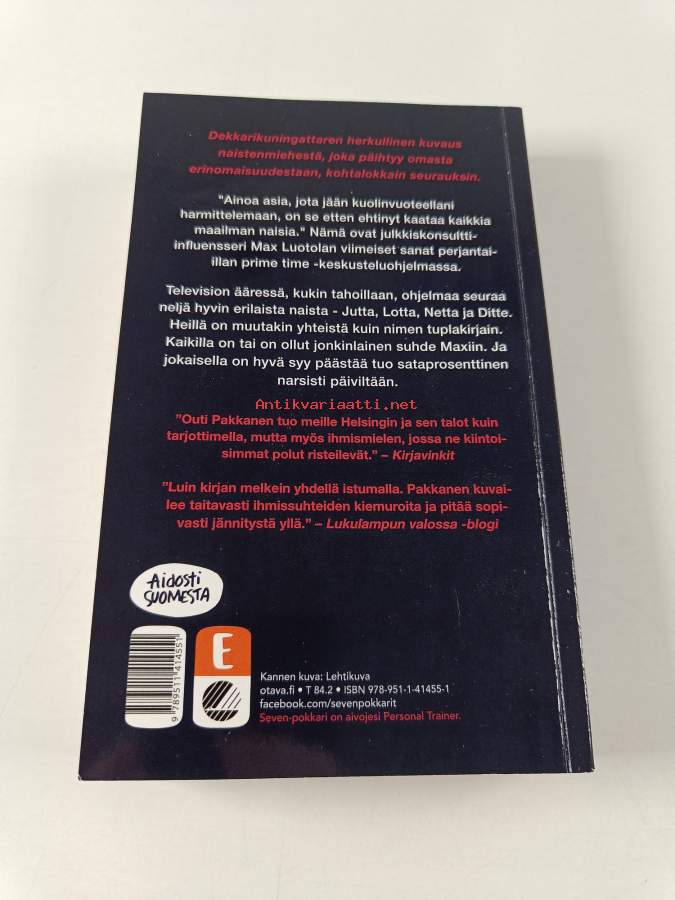 Dekkarikuningattaren herkullinen kuvaus
naistenmiehestä, joka päihtyy omasta
erinomaisuudestaan, kohtalokkain seurauksin.
"Ainoa asia, jota jään kuolinvuoteellani
harmittelemaan, on se etten ehtinyt kaataa kaikkia
maailman naisia." Nämä ovat julkkiskonsultti-
influensseri Max Luotolan viimeiset sanat perjantai-
illan prime time -keskusteluohjelmassa.
Television ääressä, kukin tahoillaan, ohjelmaa seuraa
neljä hyvin erilaista naista - Jutta, Lotta, Netta ja Ditte.
Heillä on muutakin yhteistä kuin nimen tuplakirjain.
Kaikilla on tai on ollut jonkinlainen suhde Maxiin. Ja
jokaisella on hyvä syy päästää tuo sataprosenttinen
narsisti päiviltään.
Antikvariaatti.net
"Outi Pakkanen tuo meille Helsingin ja sen talot kuin
tarjottimella, mutta myös ihmismielen, jossa ne kiintoi-
simmat polut risteilevät." – Kirjavinkit
"Luin kirjan melkein yhdellä istumalla. Pakkanen kuvai-
lee taitavasti ihmissuhteiden kiemuroita ja pitää sopi-
vasti jännitystä yllä." – Lukulampun valossa -blogi
Aidosti
SUOMESTA
9 789511 414551
E
Kannen kuva: Lehtikuva
otava.fi • T 84.2 • ISBN 978-951-1-41455-1
facebook.com/sevenpokkarit
Seven-pokkari on aivojesi Personal Trainer.